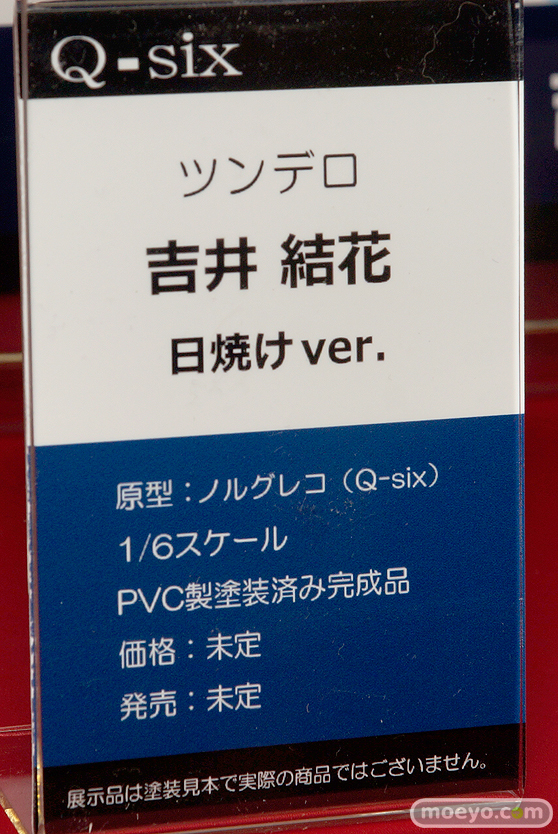 Q-six
ツンデロ
吉井 結花
日焼けver.
原型：ノルグレコ（Q-six）
1/6スケール
PVC製塗装済み完成品
価格：未定
発売：未定
展示品は塗装見本で実際の商品ではございません。
moeyo.com